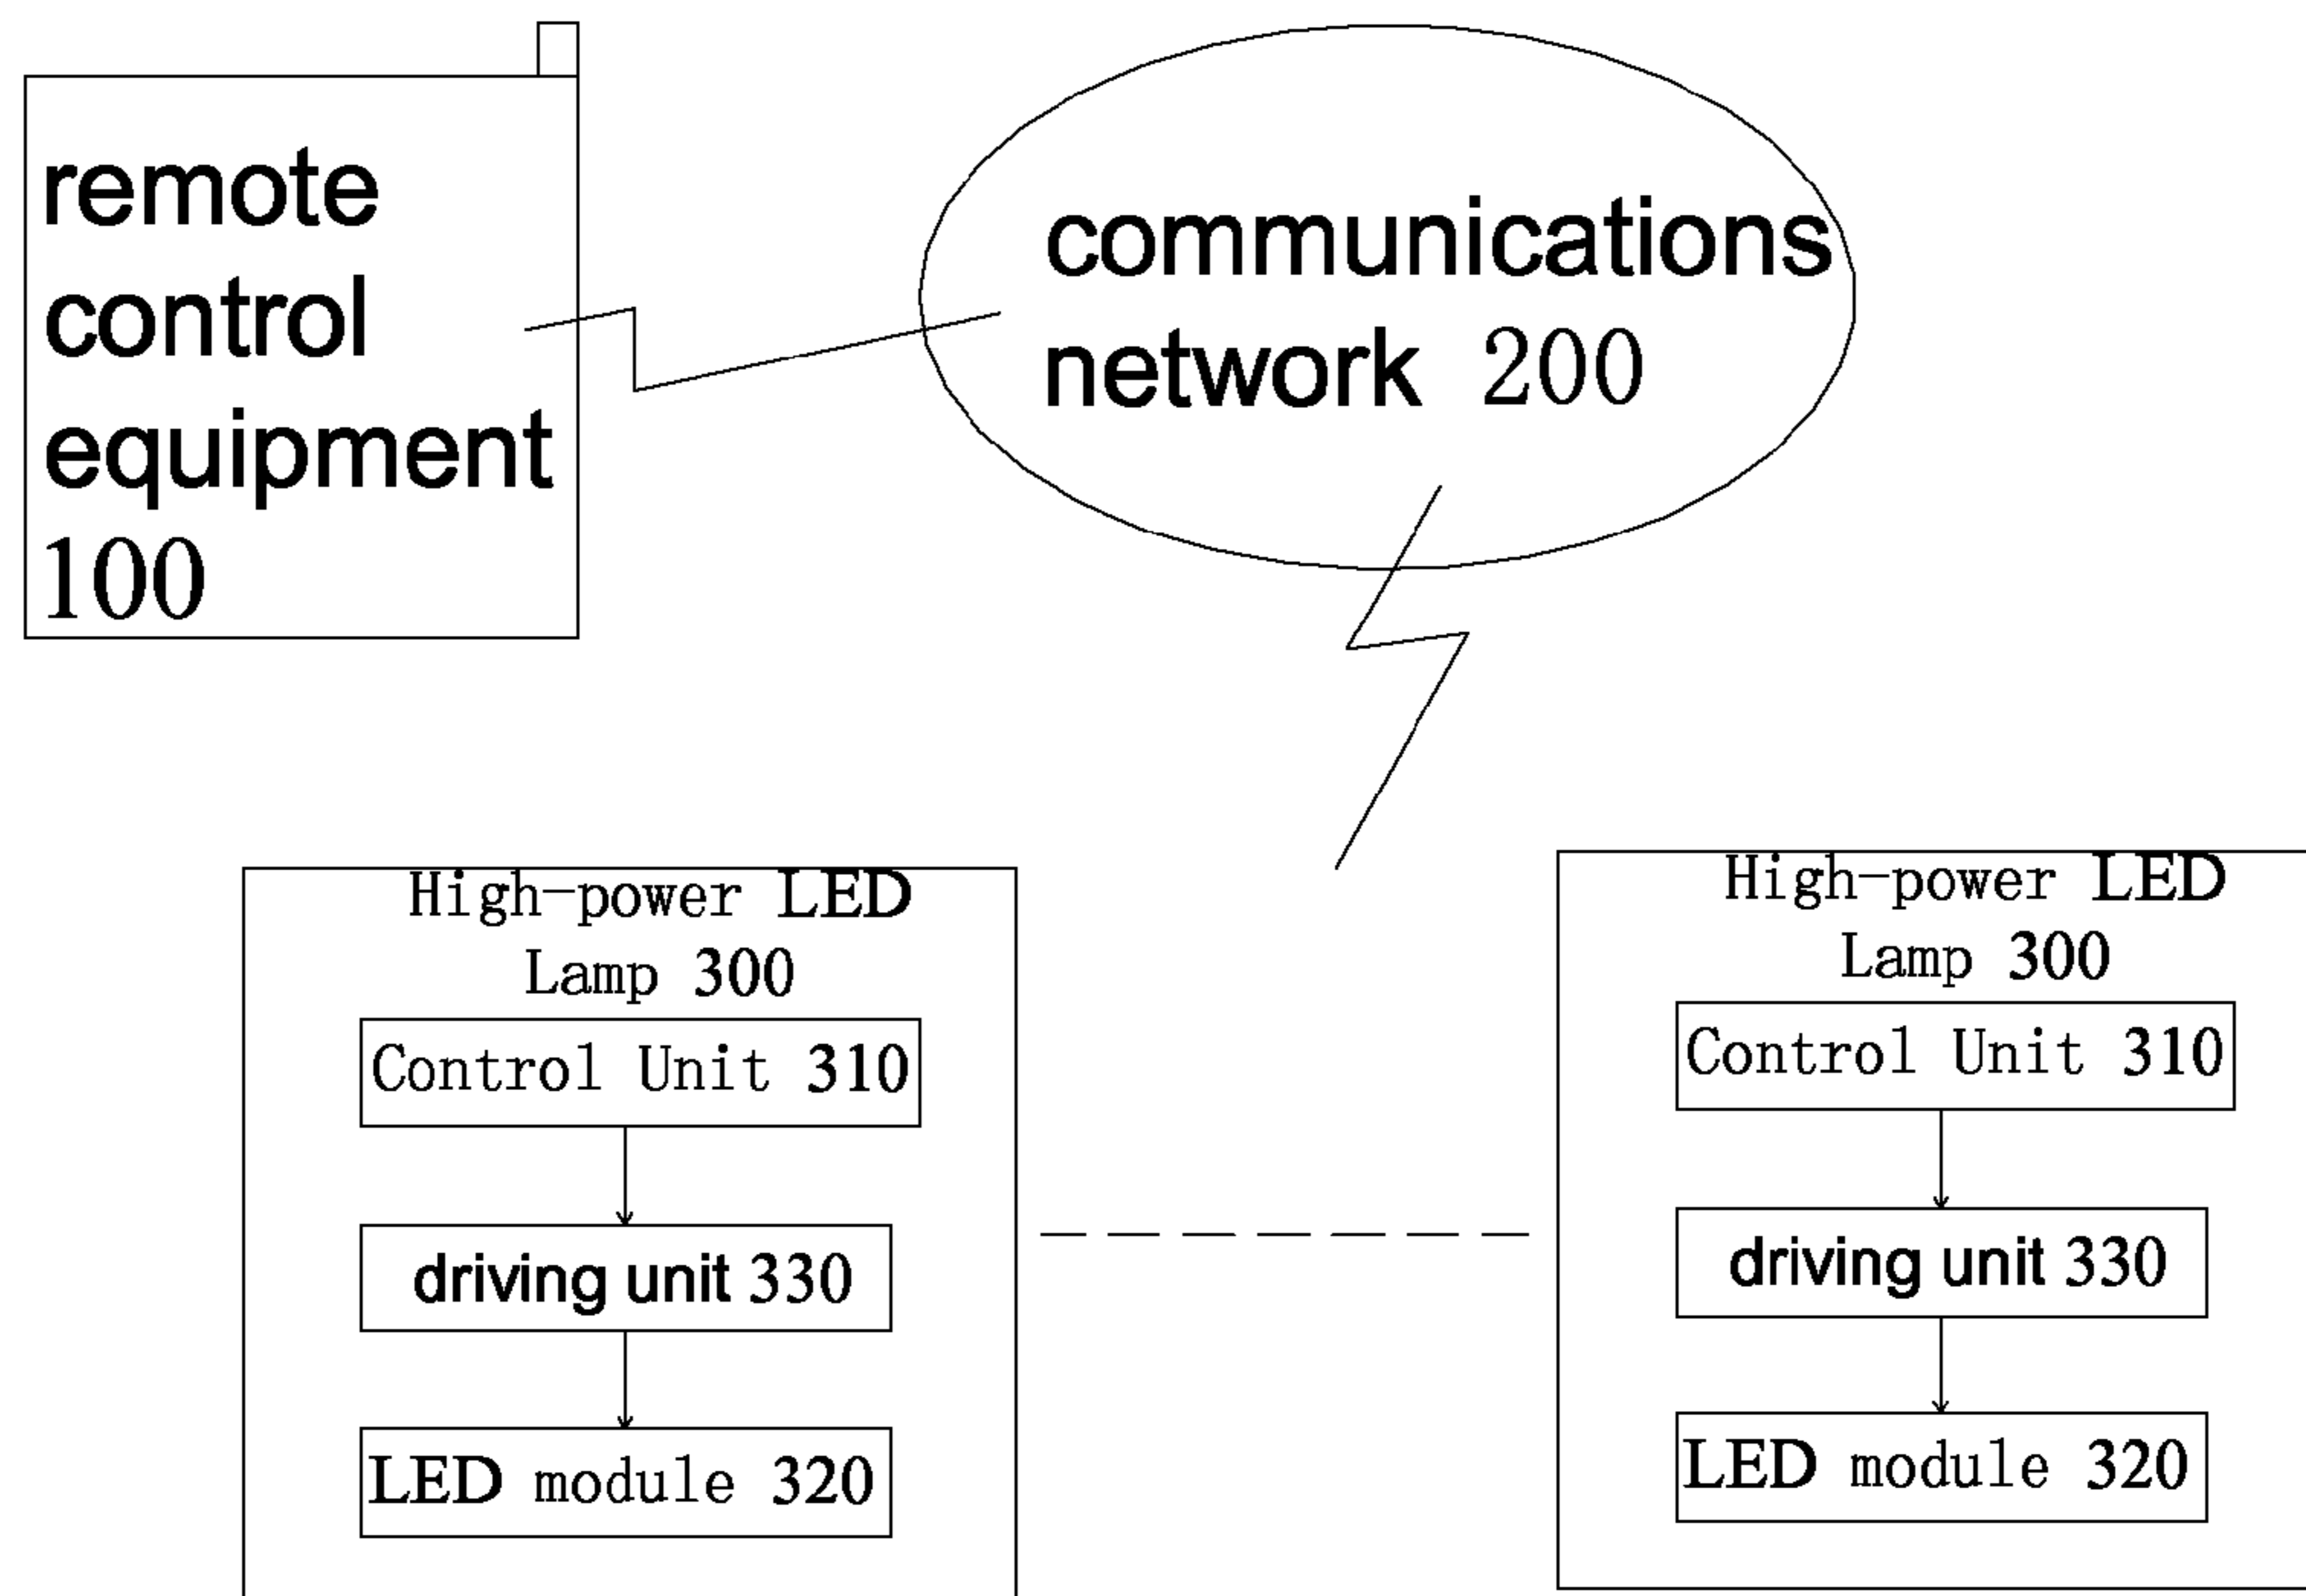 remote
control
equipment
100
communications
network 200
High-power LED
Lamp 300
Control Unit 310
driving unit 330
LED module 320
High-power LED
Lamp 300
Control Unit 310
driving unit 330
LED module 320